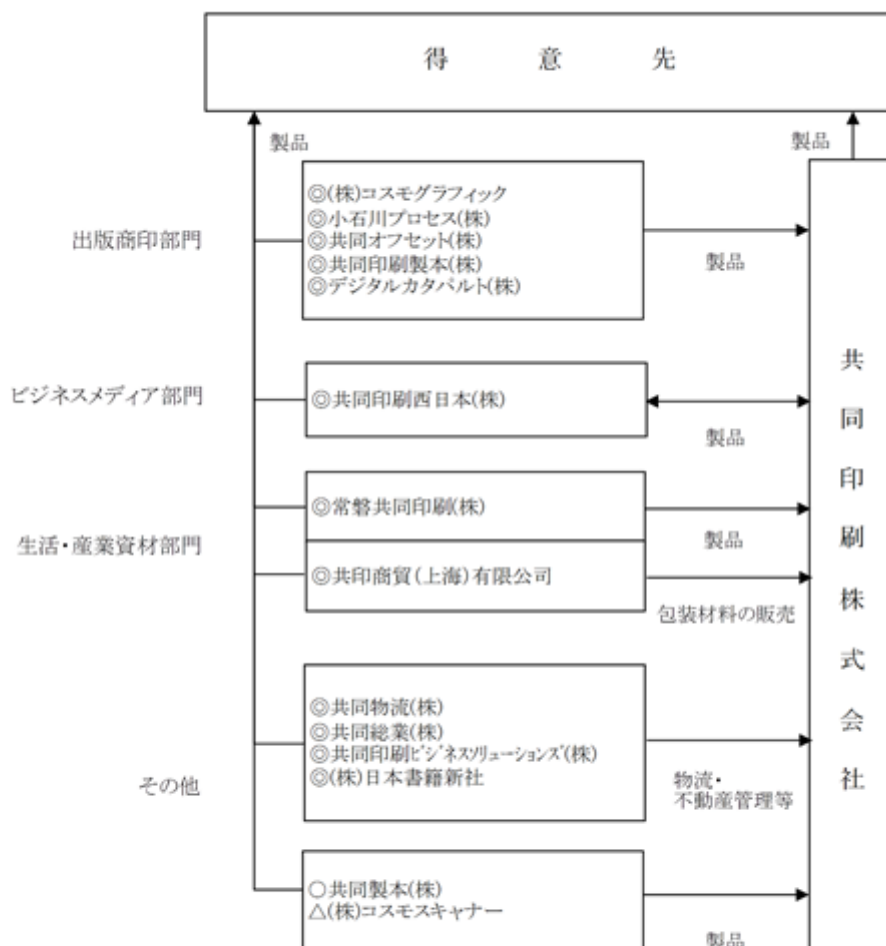 得意先
製品
製品
◎(株)コスモグラフィック
◎小石川プロセス(株)
◎共同オフセット(株)
◎共同印刷製本(株)
◎デジタルカタパルト(株)
出版商印部門
製品
ビジネスメディア部門
◎共同印刷西日本(株)
製品
◎常磐共同印刷(株)
製品
生活・産業資材部門
◎共印商貿(上海)有限公司
包装材料の販売
◎共同物流(株)
◎共同総業(株)
◎共同印刷ビジネスソリューションズ(株)
◎(株)日本書籍新社
その他
物流・
不動産管理等
○共同製本(株)
△(株)コスモスキャナー
製品
共同印刷株式会社